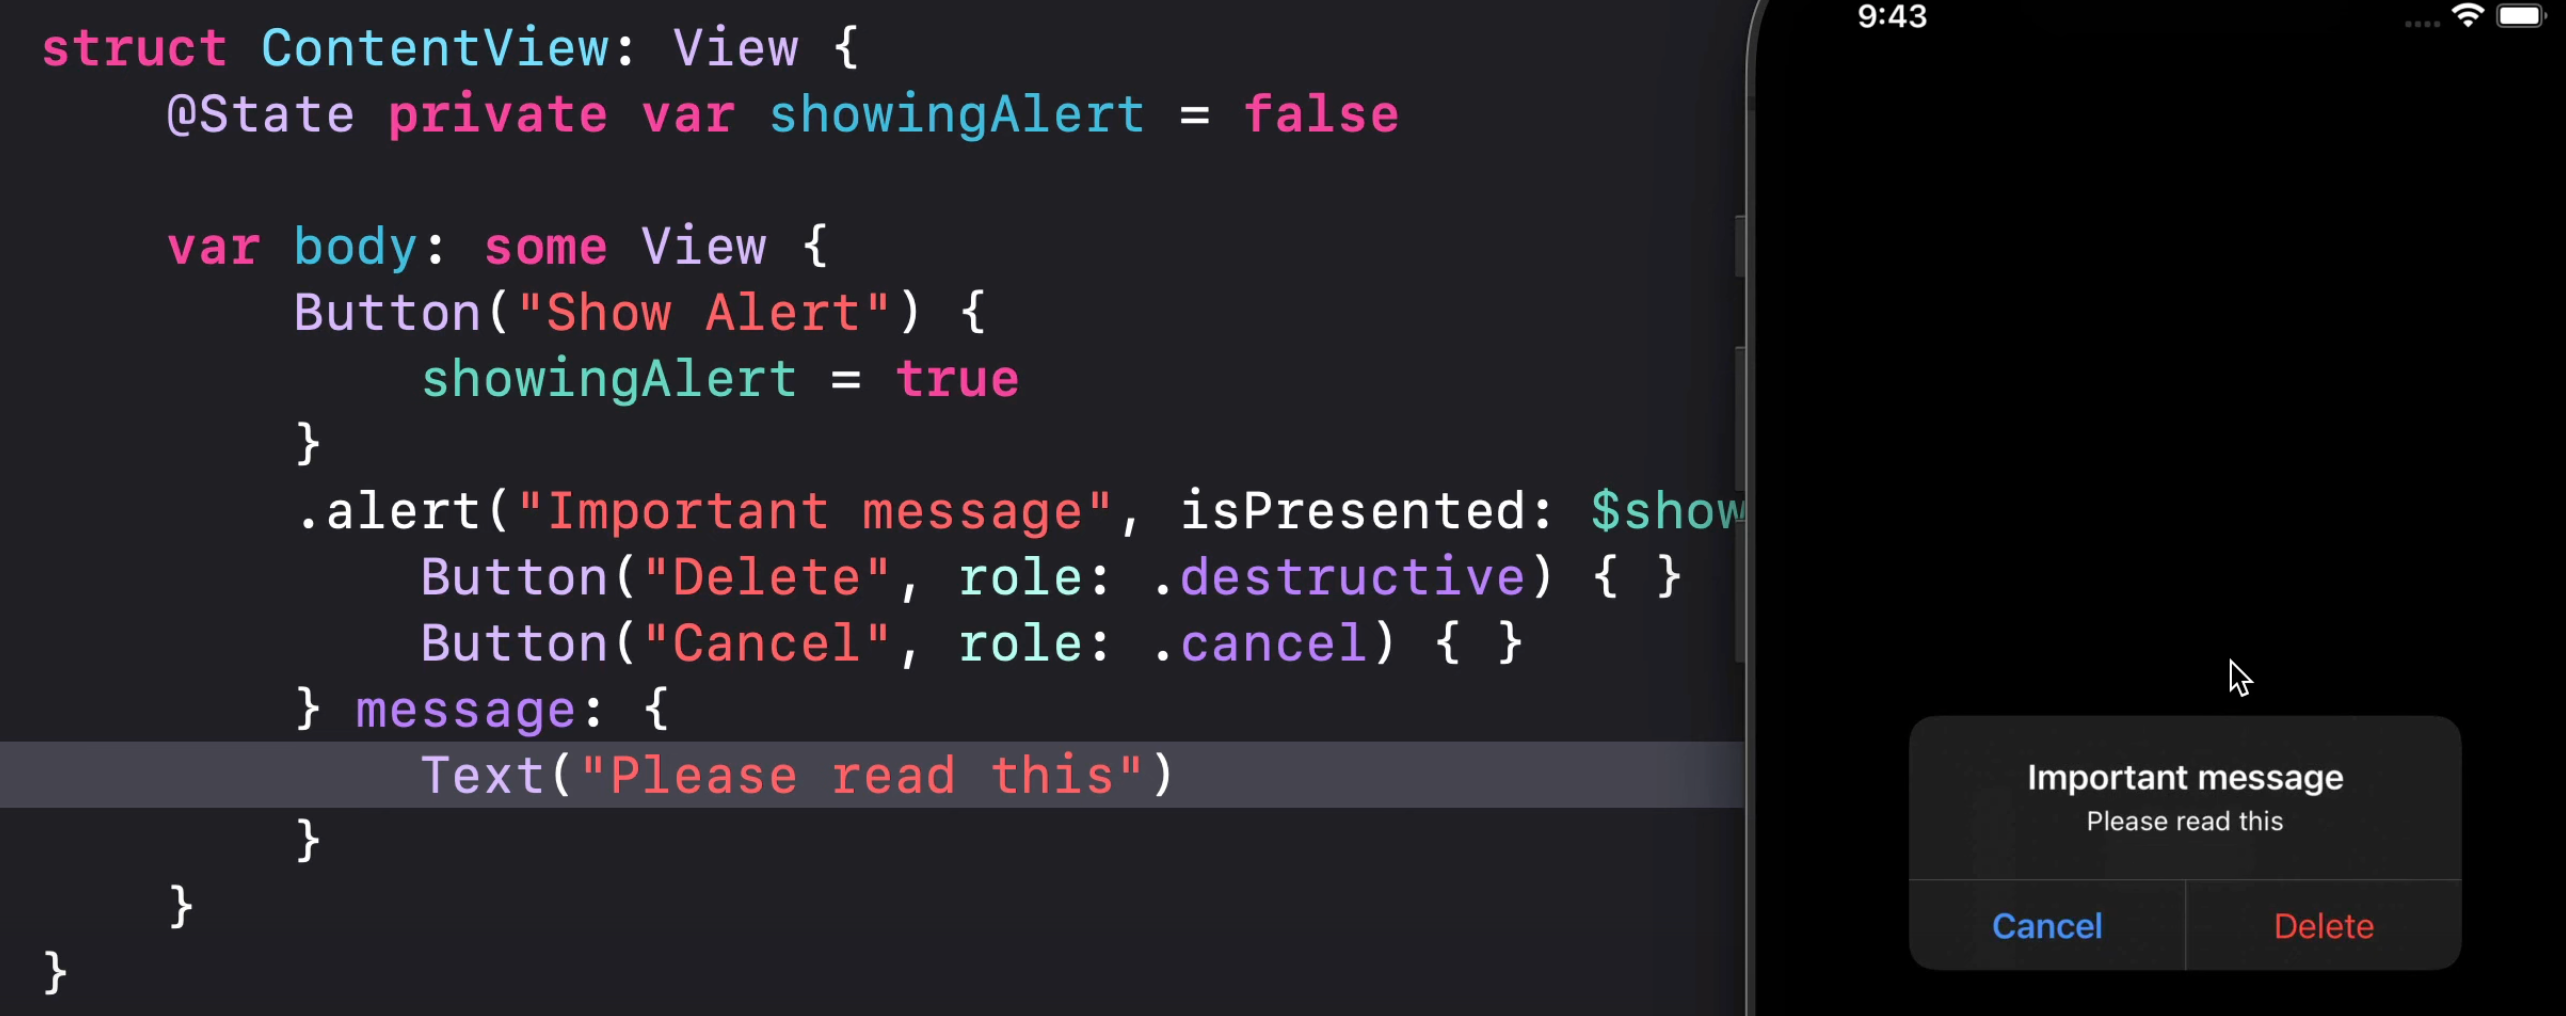 struct ContentView: View {
    @State private var showingAlert = false
    var body: some View {
        Button("Show Alert") {
            showingAlert = true
        }
        .alert("Important message", isPresented: $show
            Button("Delete", role: .destructive) { }
            Button("Cancel", role: .cancel) { }
        } message: {
            Text("Please read this")
        }
    }
}
9:43
Important message
Please read this
Cancel
Delete